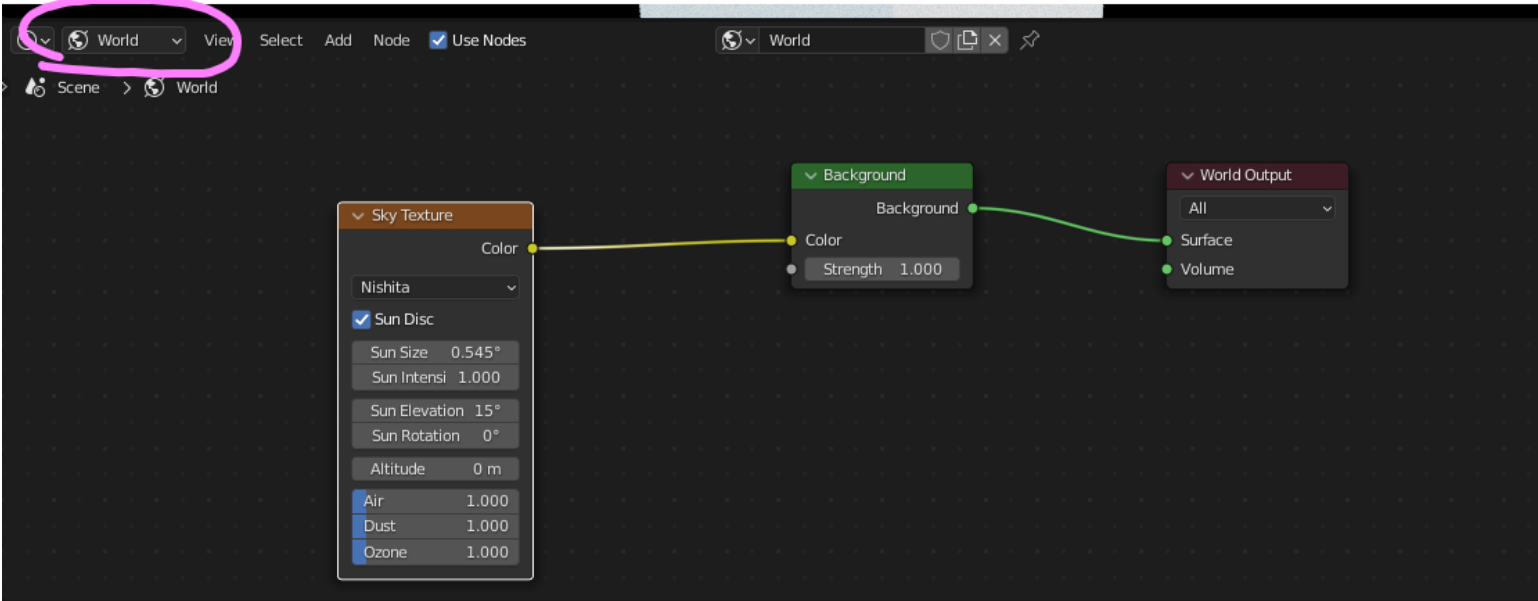 World View Select Add Node Use Nodes World
Scene > World
Sky Texture
Color
Nishita
Sun Disc
Sun Size 0.545°
Sun Intensi 1.000
Sun Elevation 15°
Sun Rotation 0°
Altitude 0 m
Air 1.000
Dust 1.000
Ozone 1.000
Background
Background
Color
Strength 1.000
World Output
All
Surface
Volume